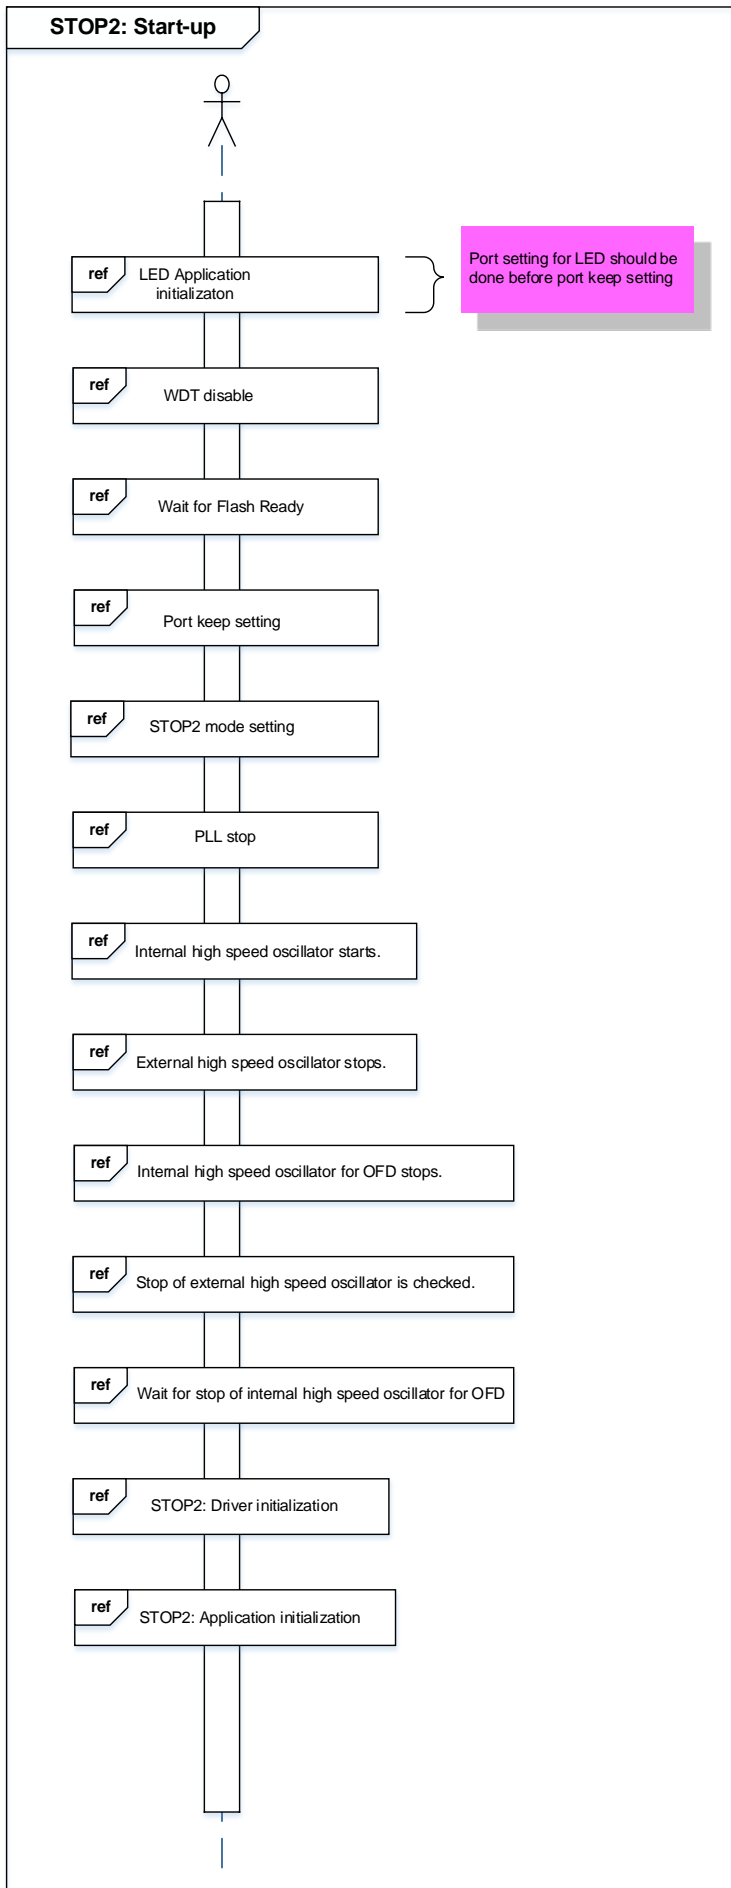 STOP2: Start-up
ref
LED Application
initializaton
Port setting for LED should be
done before port keep setting
ref
WDT disable
ref
Wait for Flash Ready
ref
Port keep setting
ref
STOP2 mode setting
ref
PLL stop
ref
Internal high speed oscillator starts.
ref
External high speed oscillator stops.
ref
Internal high speed oscillator for OFD stops.
ref
Stop of external high speed oscillator is checked.
ref
Wait for stop of internal high speed oscillator for OFD
ref
STOP2: Driver initialization
ref
STOP2: Application initialization